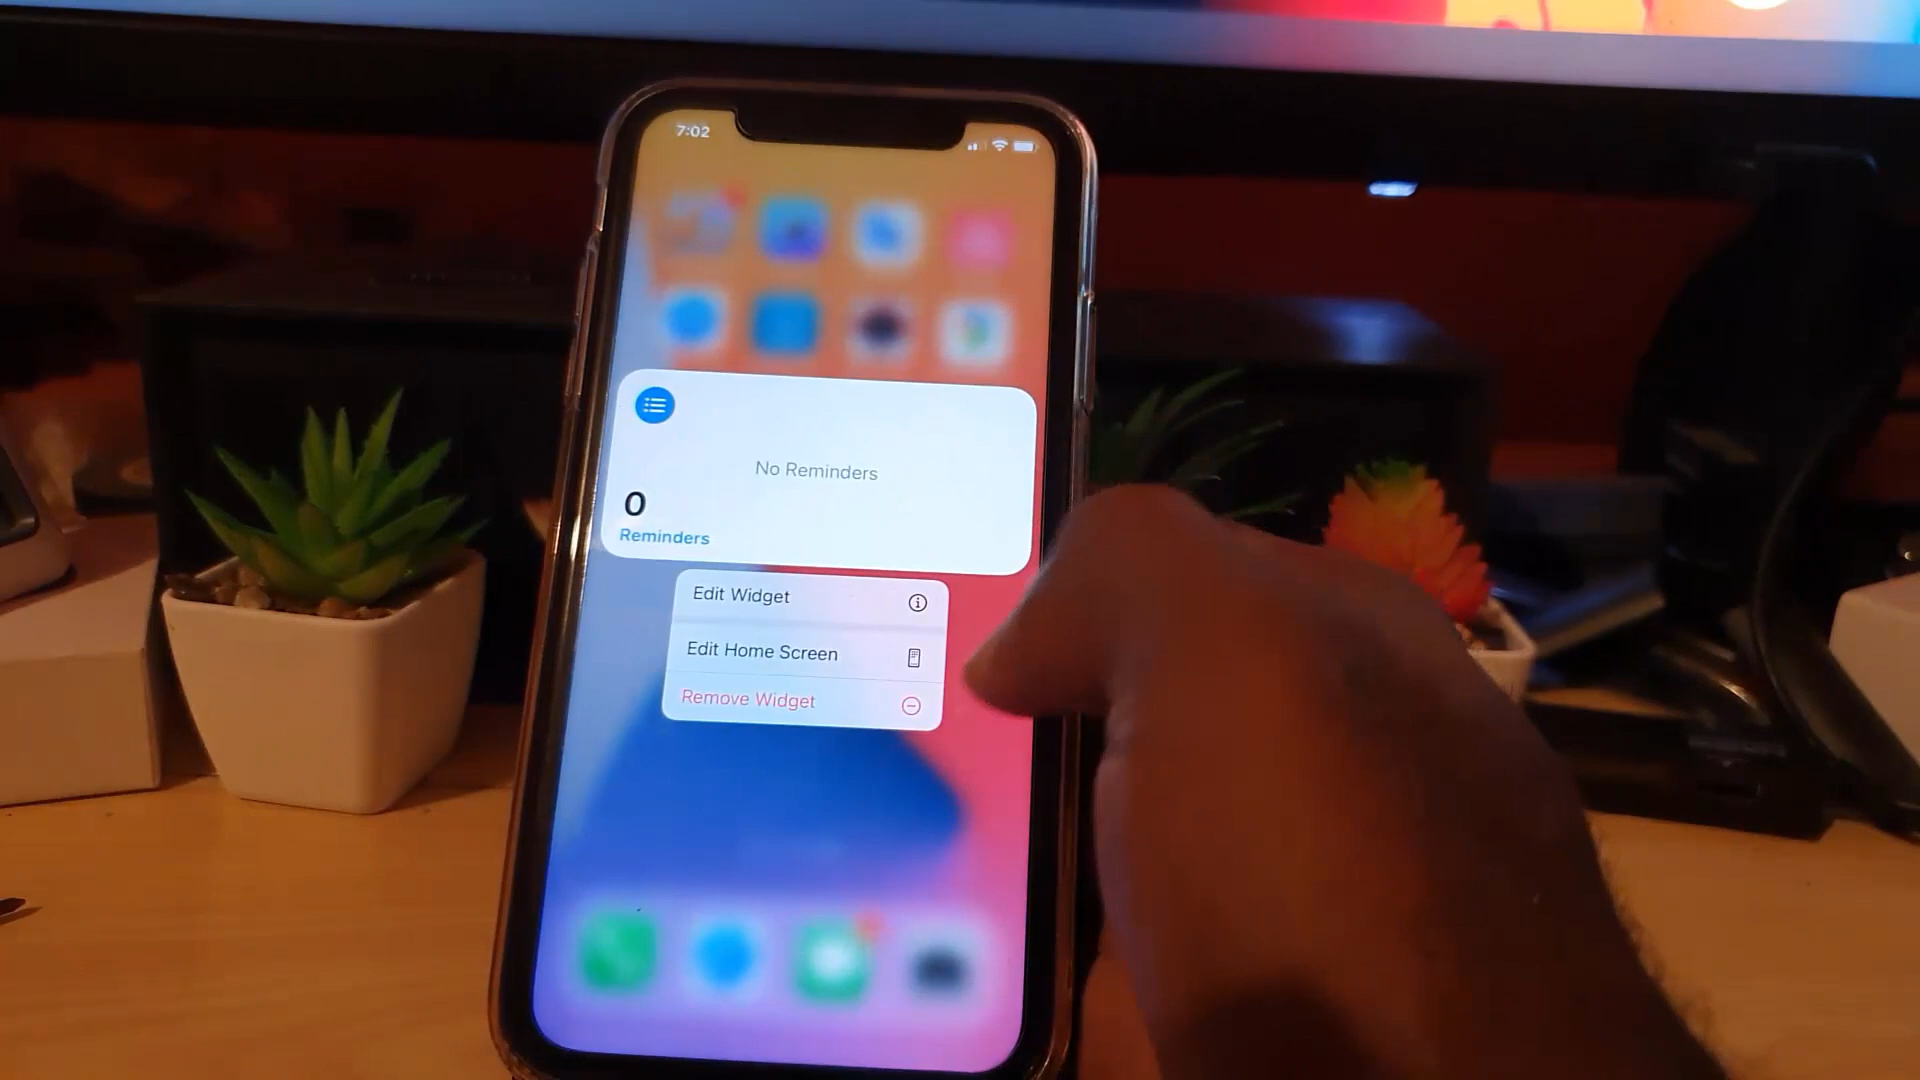 7:02
No Reminders
0
Reminders
Edit Widget
Edit Home Screen
Remove Widget